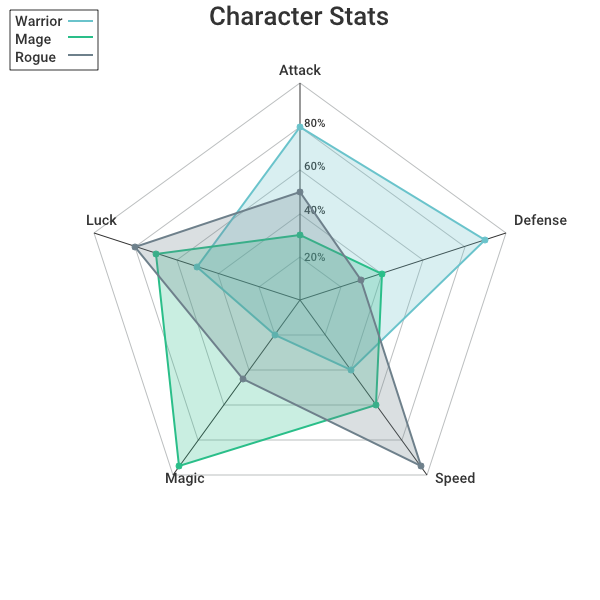 Character Stats
Warrior
Mage
Rogue
Attack
80%
60%
40%
20%
Luck
Defense
Magic
Speed